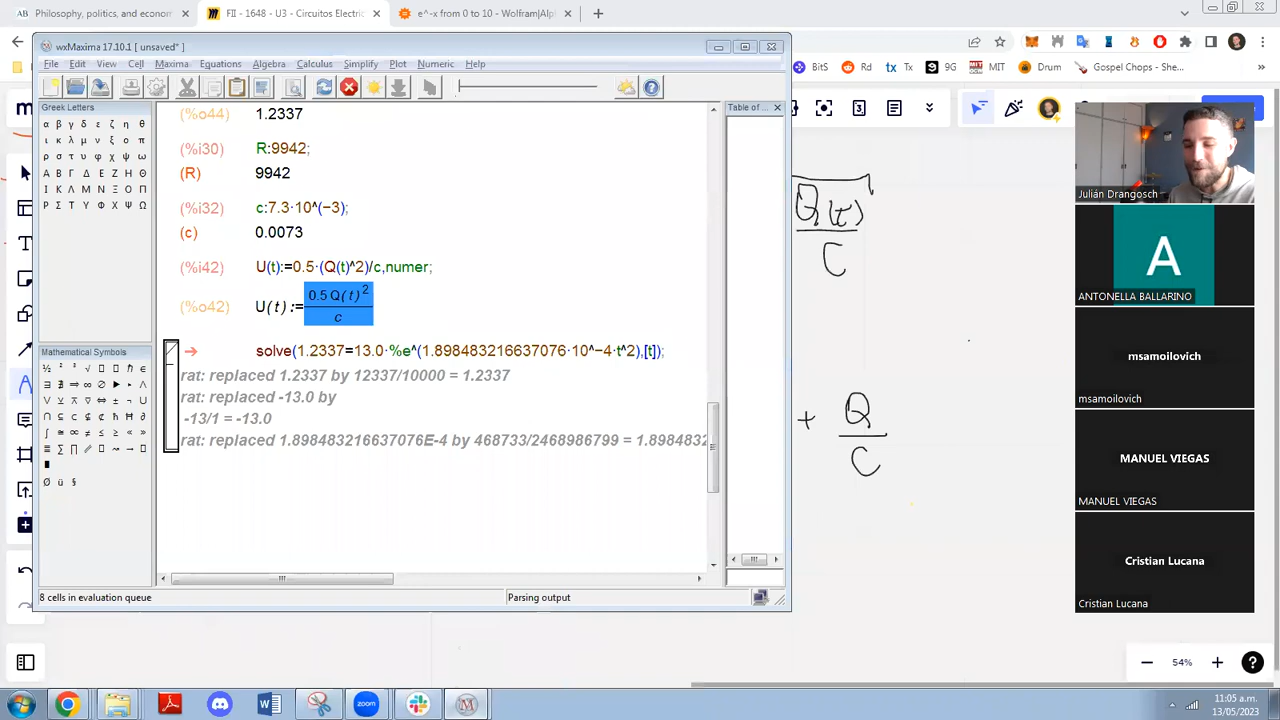 Philosophy, politics, and econom
FII - 1648 - U3 - Circuitos Electric
e^-x from 0 to 10 - Wolfram|Alp
BitS
Rd
tx Tx
9G
MIT
Drum
Gospel Chops - She...
wxMaxima 17.10.1 [ unsaved* ]
File Edit View Cell Maxima Equations Algebra Calculus Simplify Plot Numeric Help
Greek Letters
α β γ δ ε ζ η θ
ι κ λ μ ν ξ ο π
ρ σ τ υ φ χ ψ ω
Α Β Γ Δ Ε Ζ Η Θ
Ι Κ Λ Μ Ν Ξ Ο Π
Ρ Σ Τ Υ Φ Χ Ψ Ω
Mathematical Symbols
(%o44) 1.2337
(%i30) R:9942;
(R) 9942
(%i32) c:7.3·10^(−3);
(c) 0.0073
(%i42) U(t):=0.5·(Q(t)^2)/c,numer;
(%o42) U(t):= 0.5 Q(t)² / c
solve(1.2337=13.0·%e^(1.898483216637076·10^−4·t^2),[t]);
rat: replaced 1.2337 by 12337/10000 = 1.2337
rat: replaced -13.0 by
-13/1 = -13.0
rat: replaced 1.898483216637076E-4 by 468733/2468986799 = 1.8984832
Table of ...
8 cells in evaluation queue
Parsing output
Q(t)
C
+ Q
C
Julián Drangosch
A
ANTONELLA BALLARINO
msamoilovich
msamoilovich
MANUEL VIEGAS
MANUEL VIEGAS
Cristian Lucana
Cristian Lucana
54%
zoom
11:05 a.m.
13/05/2023